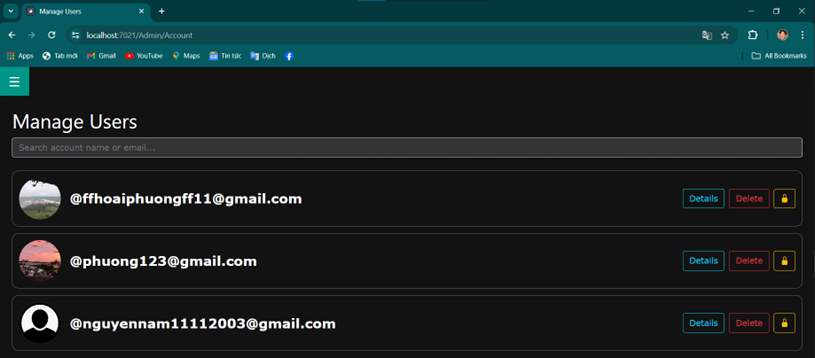 Manage Users
localhost:7021/Admin/Account
Apps Tab mới Gmail YouTube Maps Tin tức Dịch All Bookmarks
Manage Users
Search account name or email...
@ffhoaiphuongff11@gmail.com Details Delete
@phuong123@gmail.com Details Delete
@nguyennam11112003@gmail.com Details Delete